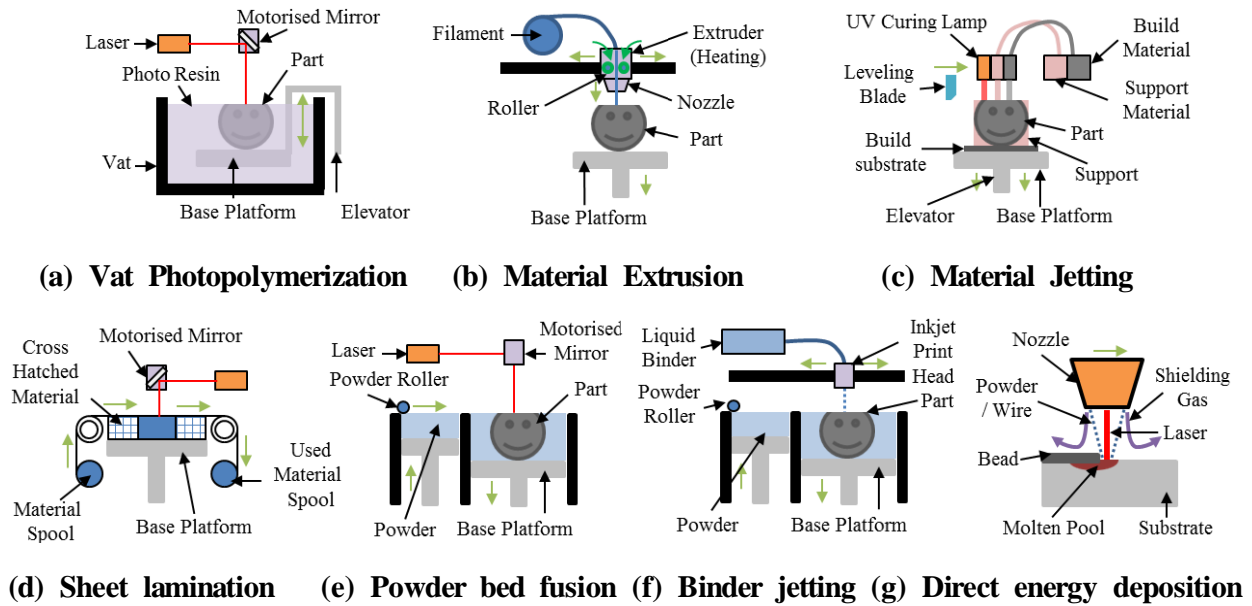 Motorised Mirror
Laser
Part
Photo Resin
Vat
Base Platform
Elevator
(a) Vat Photopolymerization
Filament
Extruder
(Heating)
Roller
Nozzle
Part
Base Platform
(b) Material Extrusion
UV Curing Lamp
Build
Material
Leveling
Blade
Support
Material
Part
Build
substrate
Support
Elevator
Base Platform
(c) Material Jetting
Motorised Mirror
Cross
Hatched
Material
Used
Material
Spool
Material
Spool
Base Platform
(d) Sheet lamination
Laser
Motorised
Mirror
Powder Roller
Part
Powder
Base Platform
(e) Powder bed fusion
Liquid
Binder
Inkjet
Print
Head
Powder
Roller
Part
Powder
Base Platform
(f) Binder jetting
Nozzle
Powder
/ Wire
Shielding
Gas
Laser
Bead
Molten Pool
Substrate
(g) Direct energy deposition